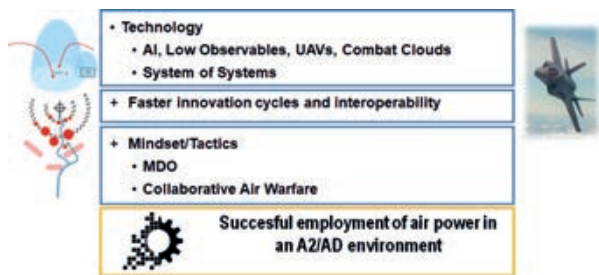 • Technology
• AI, Low Observables, UAVs, Combat Clouds
• System of Systems
+ Faster innovation cycles and interoperability
+ Mindset/Tactics
• MDO
• Collaborative Air Warfare
Succesful employment of air power in
an A2/AD environment